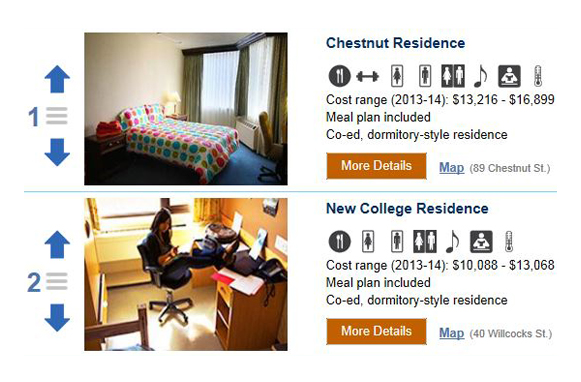 1
Chestnut Residence
Cost range (2013-14): $13,216 - $16,899
Meal plan included
Co-ed, dormitory-style residence
More Details Map (89 Chestnut St.)
2
New College Residence
Cost range (2013-14): $10,088 - $13,068
Meal plan included
Co-ed, dormitory-style residence
More Details Map (40 Willcocks St.)